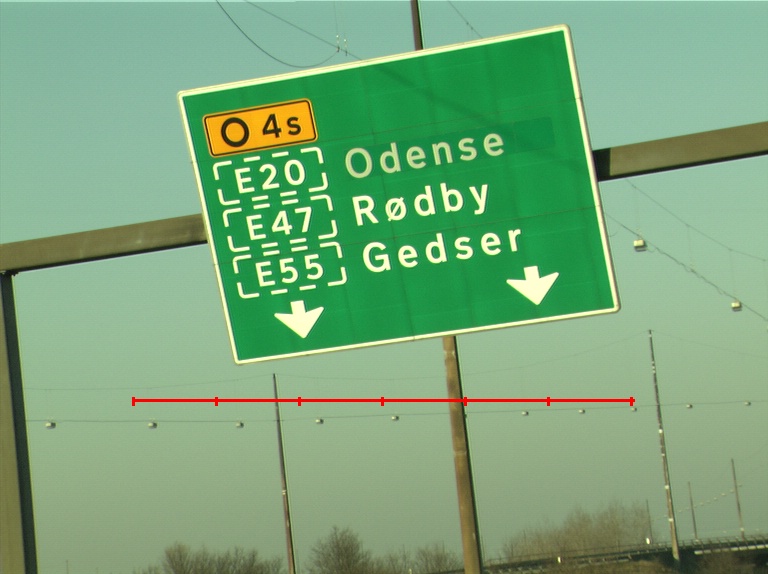 O 4s
E20 Odense
E47 Rødby
E55 Gedser